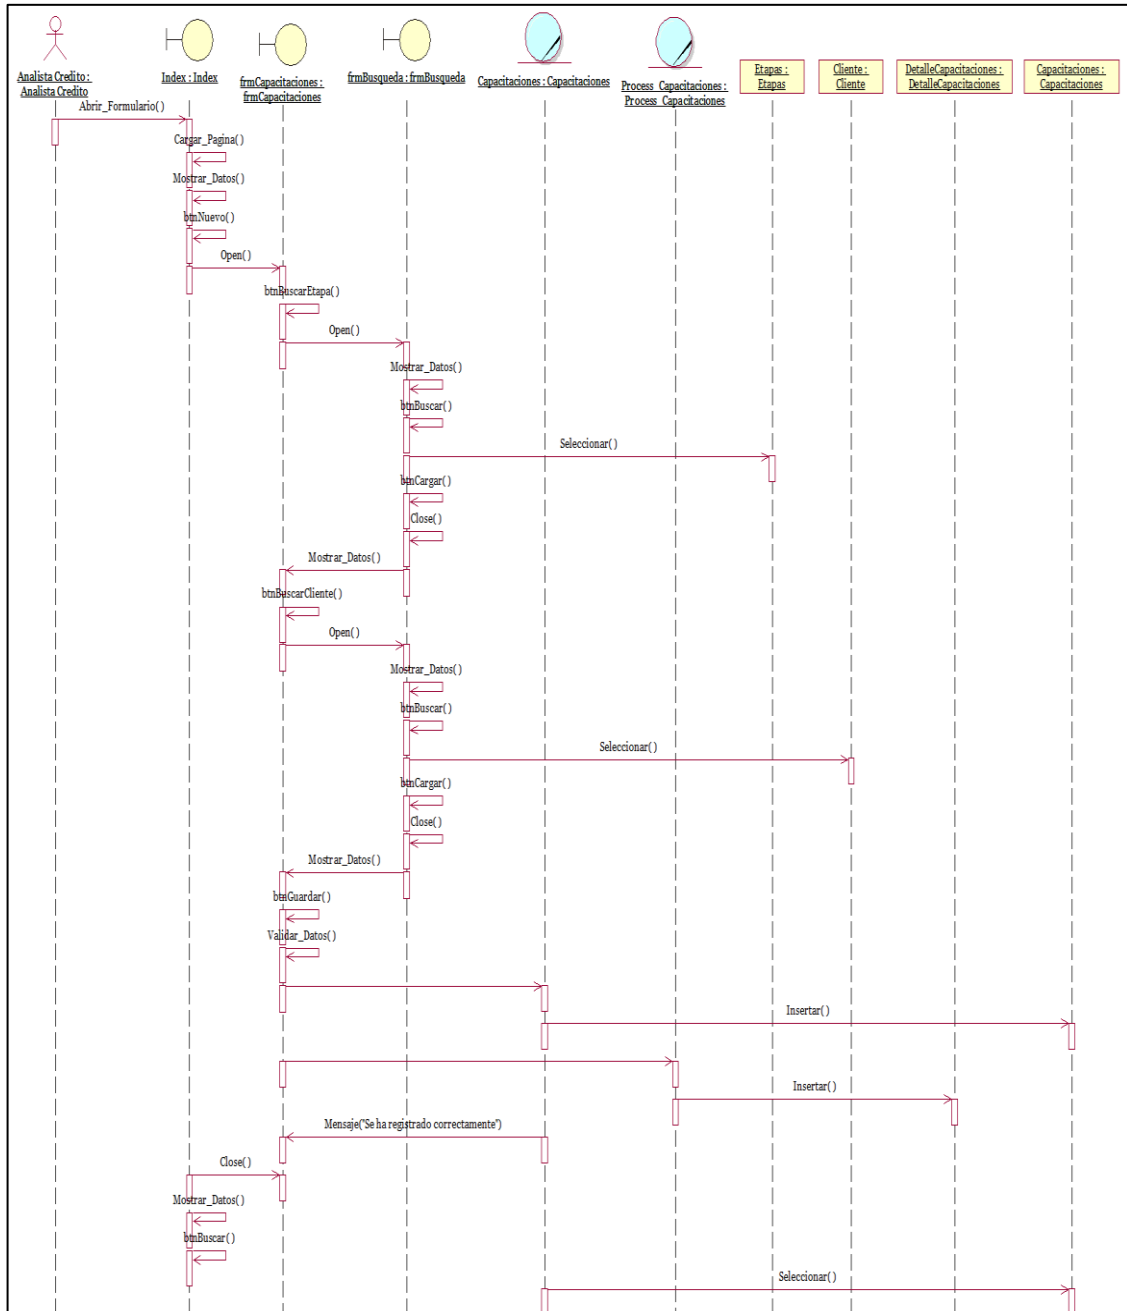 Analista Credito :
Analista Credito
Index : Index
frmCapacitaciones :
frmCapacitaciones
frmBusqueda : frmBusqueda
Capacitaciones : Capacitaciones
Process_Capacitaciones :
Process_Capacitaciones
Etapas :
Etapas
Cliente :
Cliente
DetalleCapacitaciones :
DetalleCapacitaciones
Capacitaciones :
Capacitaciones
Abrir_Formulario( )
Cargar_Pagina( )
Mostrar_Datos( )
btnNuevo( )
Open( )
btnBuscarEtapa( )
Open( )
Mostrar_Datos( )
btnBuscar( )
Seleccionar( )
btnCargar( )
Close( )
Mostrar_Datos( )
btnBuscarCliente( )
Open( )
Mostrar_Datos( )
btnBuscar( )
Seleccionar( )
btnCargar( )
Close( )
Mostrar_Datos( )
btnGuardar( )
Validar_Datos( )
Insertar( )
Insertar( )
Mensaje("Se ha registrado correctamente")
Close( )
Mostrar_Datos( )
btnBuscar( )
Seleccionar( )